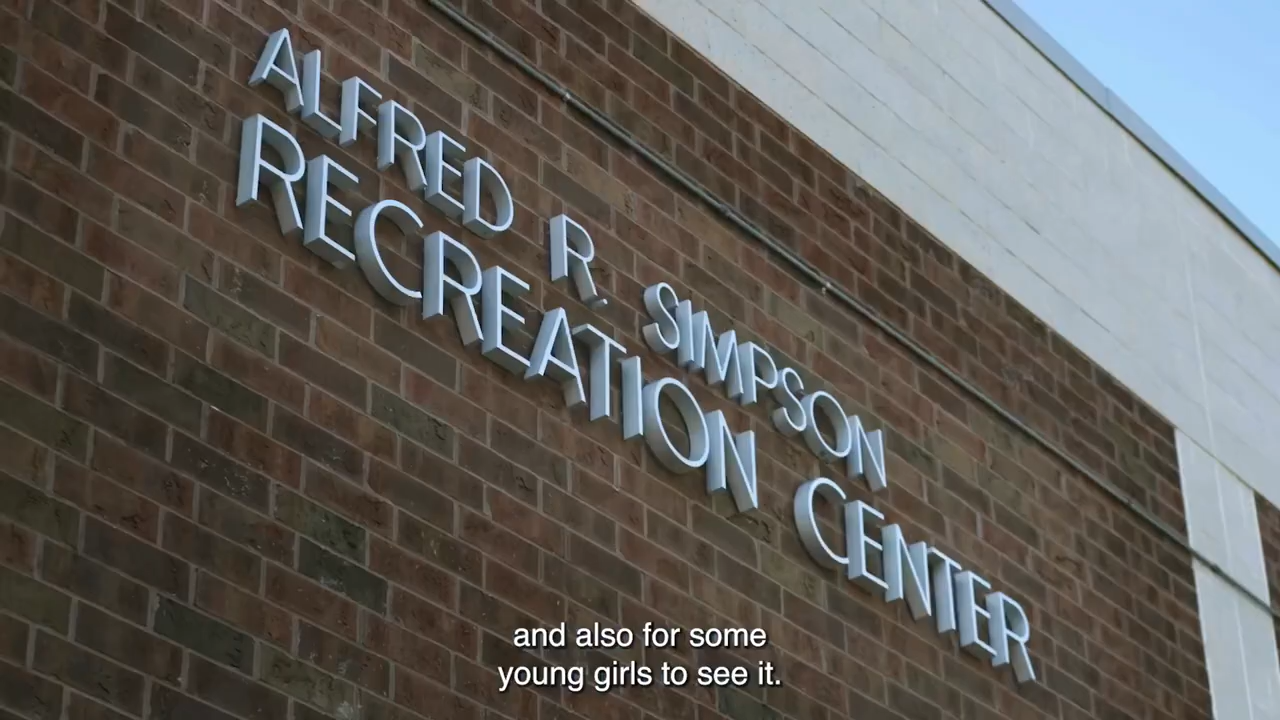 ALFRED R. SIMPSON
RECREATION CENTER
and also for some
young girls to see it.